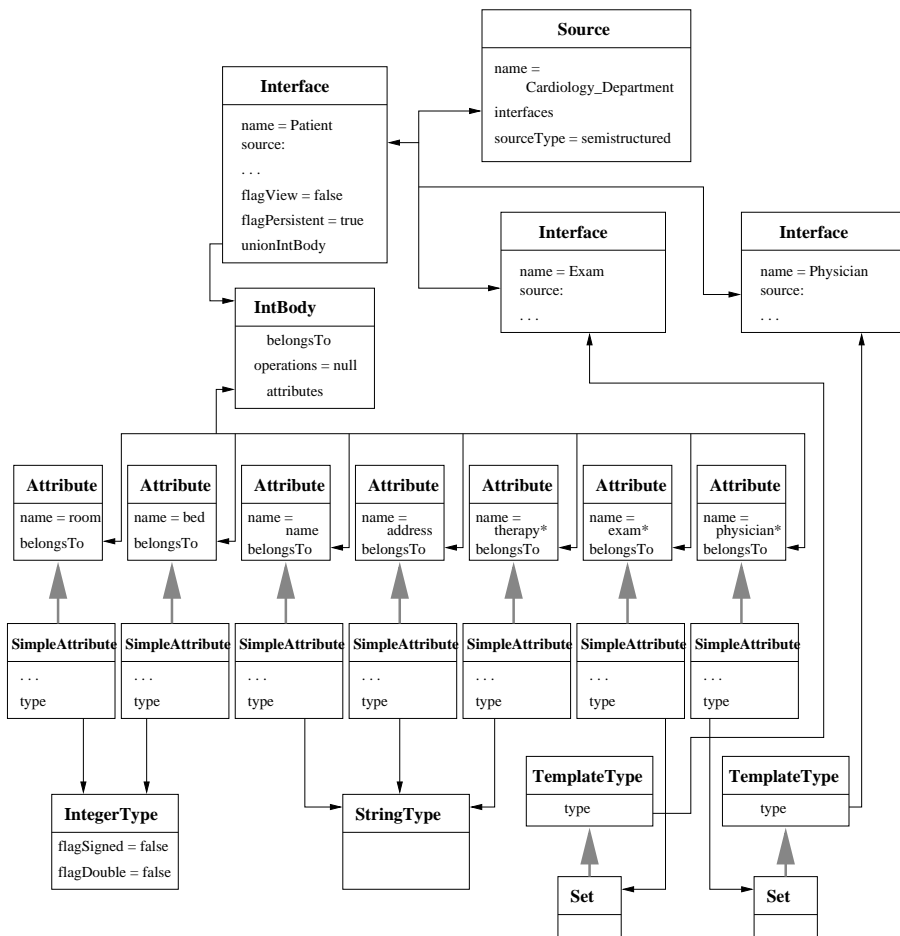 Source
name =
Cardiology_Department
interfaces
sourceType = semistructured
Interface
name = Patient
source:
. . .
flagView = false
flagPersistent = true
unionIntBody
Interface
name = Exam
source:
. . .
Interface
name = Physician
source:
. . .
IntBody
belongsTo
operations = null
attributes
Attribute
name = room
belongsTo
Attribute
name = bed
belongsTo
Attribute
name =
name
belongsTo
Attribute
name =
address
belongsTo
Attribute
name =
therapy*
belongsTo
Attribute
name =
exam*
belongsTo
Attribute
name =
physician*
belongsTo
SimpleAttribute
. . .
type
SimpleAttribute
. . .
type
SimpleAttribute
. . .
type
SimpleAttribute
. . .
type
SimpleAttribute
. . .
type
SimpleAttribute
. . .
type
SimpleAttribute
. . .
type
IntegerType
flagSigned = false
flagDouble = false
StringType
TemplateType
type
TemplateType
type
Set
Set